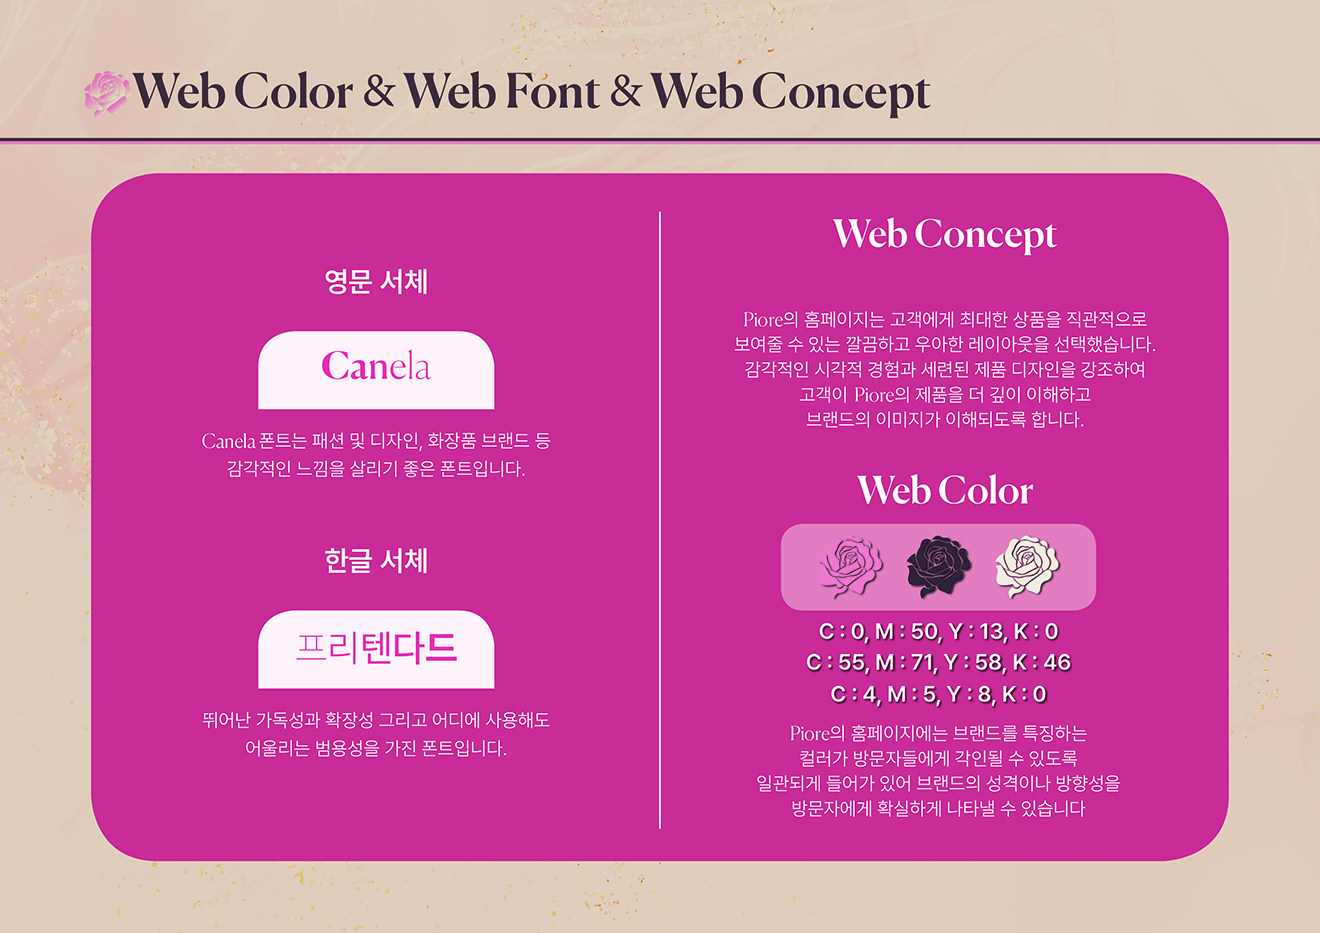 Web Color & Web Font & Web Concept
영문 서체
Canela
Canela 폰트는 패션 및 디자인, 화장품 브랜드 등
감각적인 느낌을 살리기 좋은 폰트입니다.
한글 서체
프리텐다드
뛰어난 가독성과 확장성 그리고 어디에 사용해도
어울리는 범용성을 가진 폰트입니다.
Web Concept
Piore의 홈페이지는 고객에게 최대한 상품을 직관적으로
보여줄 수 있는 깔끔하고 우아한 레이아웃을 선택했습니다.
감각적인 시각적 경험과 세련된 제품 디자인을 강조하여
고객이 Piore의 제품을 더 깊이 이해하고
브랜드의 이미지가 이해되도록 합니다.
Web Color
C : 0, M : 50, Y : 13, K : 0
C : 55, M : 71, Y : 58, K : 46
C : 4, M : 5, Y : 8, K : 0
Piore의 홈페이지에는 브랜드를 특징하는
컬러가 방문자들에게 각인될 수 있도록
일관되게 들어가 있어 브랜드의 성격이나 방향성을
방문자에게 확실하게 나타낼 수 있습니다